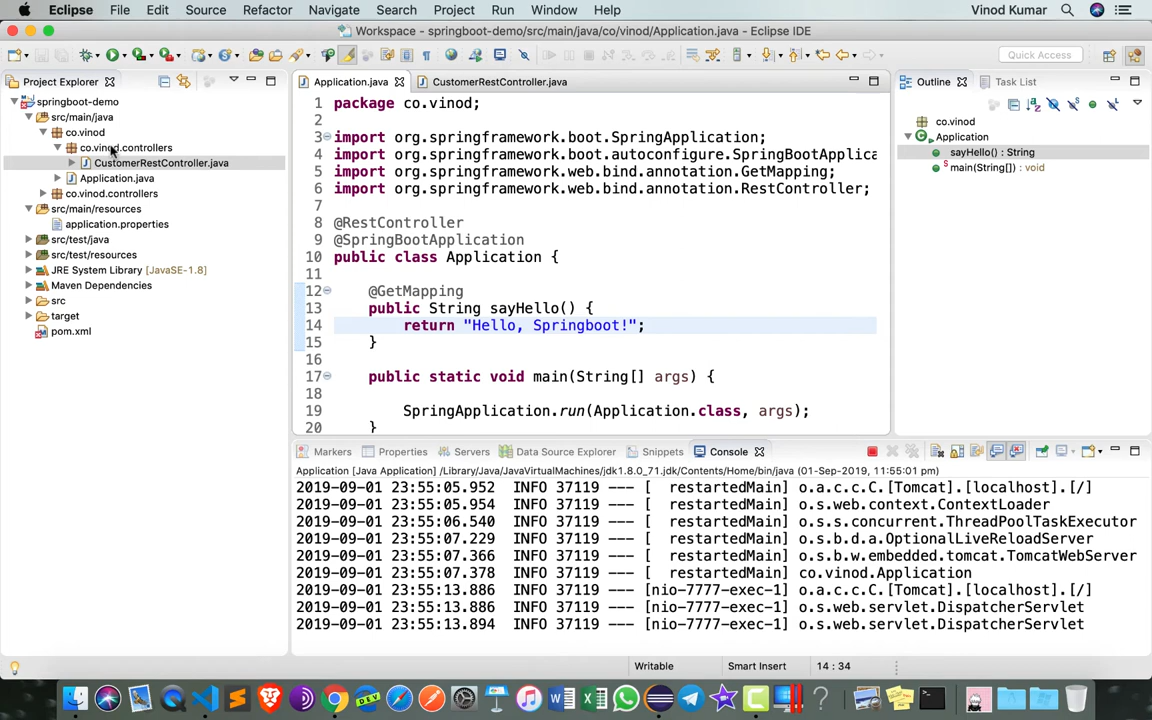 Eclipse File Edit Source Refactor Navigate Search Project Run Window Help Vinod Kumar
Workspace - springboot-demo/src/main/java/co/vinod/Application.java - Eclipse IDE
Quick Access
Project Explorer
springboot-demo
src/main/java
co.vinod
co.vinod.controllers
CustomerRestController.java
Application.java
co.vinod.controllers
src/main/resources
application.properties
src/test/java
src/test/resources
JRE System Library [JavaSE-1.8]
Maven Dependencies
src
target
pom.xml
Application.java CustomerRestController.java
1 package co.vinod;
2
3 import org.springframework.boot.SpringApplication;
4 import org.springframework.boot.autoconfigure.SpringBootApplica
5 import org.springframework.web.bind.annotation.GetMapping;
6 import org.springframework.web.bind.annotation.RestController;
7
8 @RestController
9 @SpringBootApplication
10 public class Application {
11
12 @GetMapping
13 public String sayHello() {
14 return "Hello, Springboot!";
15 }
16
17 public static void main(String[] args) {
18
19 SpringApplication.run(Application.class, args);
20 }
Outline Task List
co.vinod
Application
sayHello() : String
main(String[]) : void
Markers Properties Servers Data Source Explorer Snippets Console
Application [Java Application] /Library/Java/JavaVirtualMachines/jdk1.8.0_71.jdk/Contents/Home/bin/java (01-Sep-2019, 11:55:01 pm)
2019-09-01 23:55:05.952 INFO 37119 --- [ restartedMain] o.a.c.c.C.[Tomcat].[localhost].[/]
2019-09-01 23:55:05.954 INFO 37119 --- [ restartedMain] o.s.web.context.ContextLoader
2019-09-01 23:55:06.540 INFO 37119 --- [ restartedMain] o.s.s.concurrent.ThreadPoolTaskExecutor
2019-09-01 23:55:07.229 INFO 37119 --- [ restartedMain] o.s.b.d.a.OptionalLiveReloadServer
2019-09-01 23:55:07.366 INFO 37119 --- [ restartedMain] o.s.b.w.embedded.tomcat.TomcatWebServer
2019-09-01 23:55:07.378 INFO 37119 --- [ restartedMain] co.vinod.Application
2019-09-01 23:55:13.886 INFO 37119 --- [nio-7777-exec-1] o.a.c.c.C.[Tomcat].[localhost].[/]
2019-09-01 23:55:13.886 INFO 37119 --- [nio-7777-exec-1] o.s.web.servlet.DispatcherServlet
2019-09-01 23:55:13.894 INFO 37119 --- [nio-7777-exec-1] o.s.web.servlet.DispatcherServlet
Writable Smart Insert 14 : 34